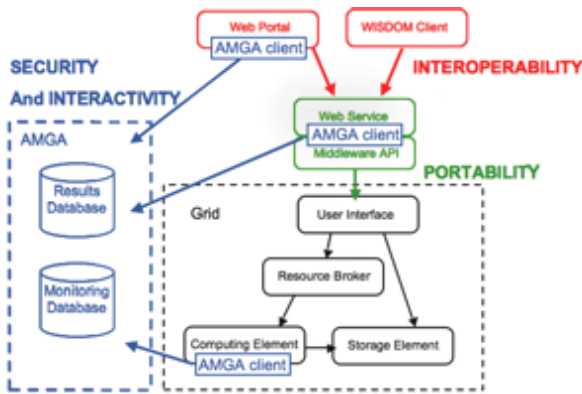 Web Portal
AMGA client
WISDOM Client
SECURITY
And INTERACTIVITY
INTEROPERABILITY
Web Service
AMGA client
Middleware API
PORTABILITY
AMGA
Results
Database
Monitoring
Database
Grid
User Interface
Resource Broker
Computing Element
AMGA client
Storage Element